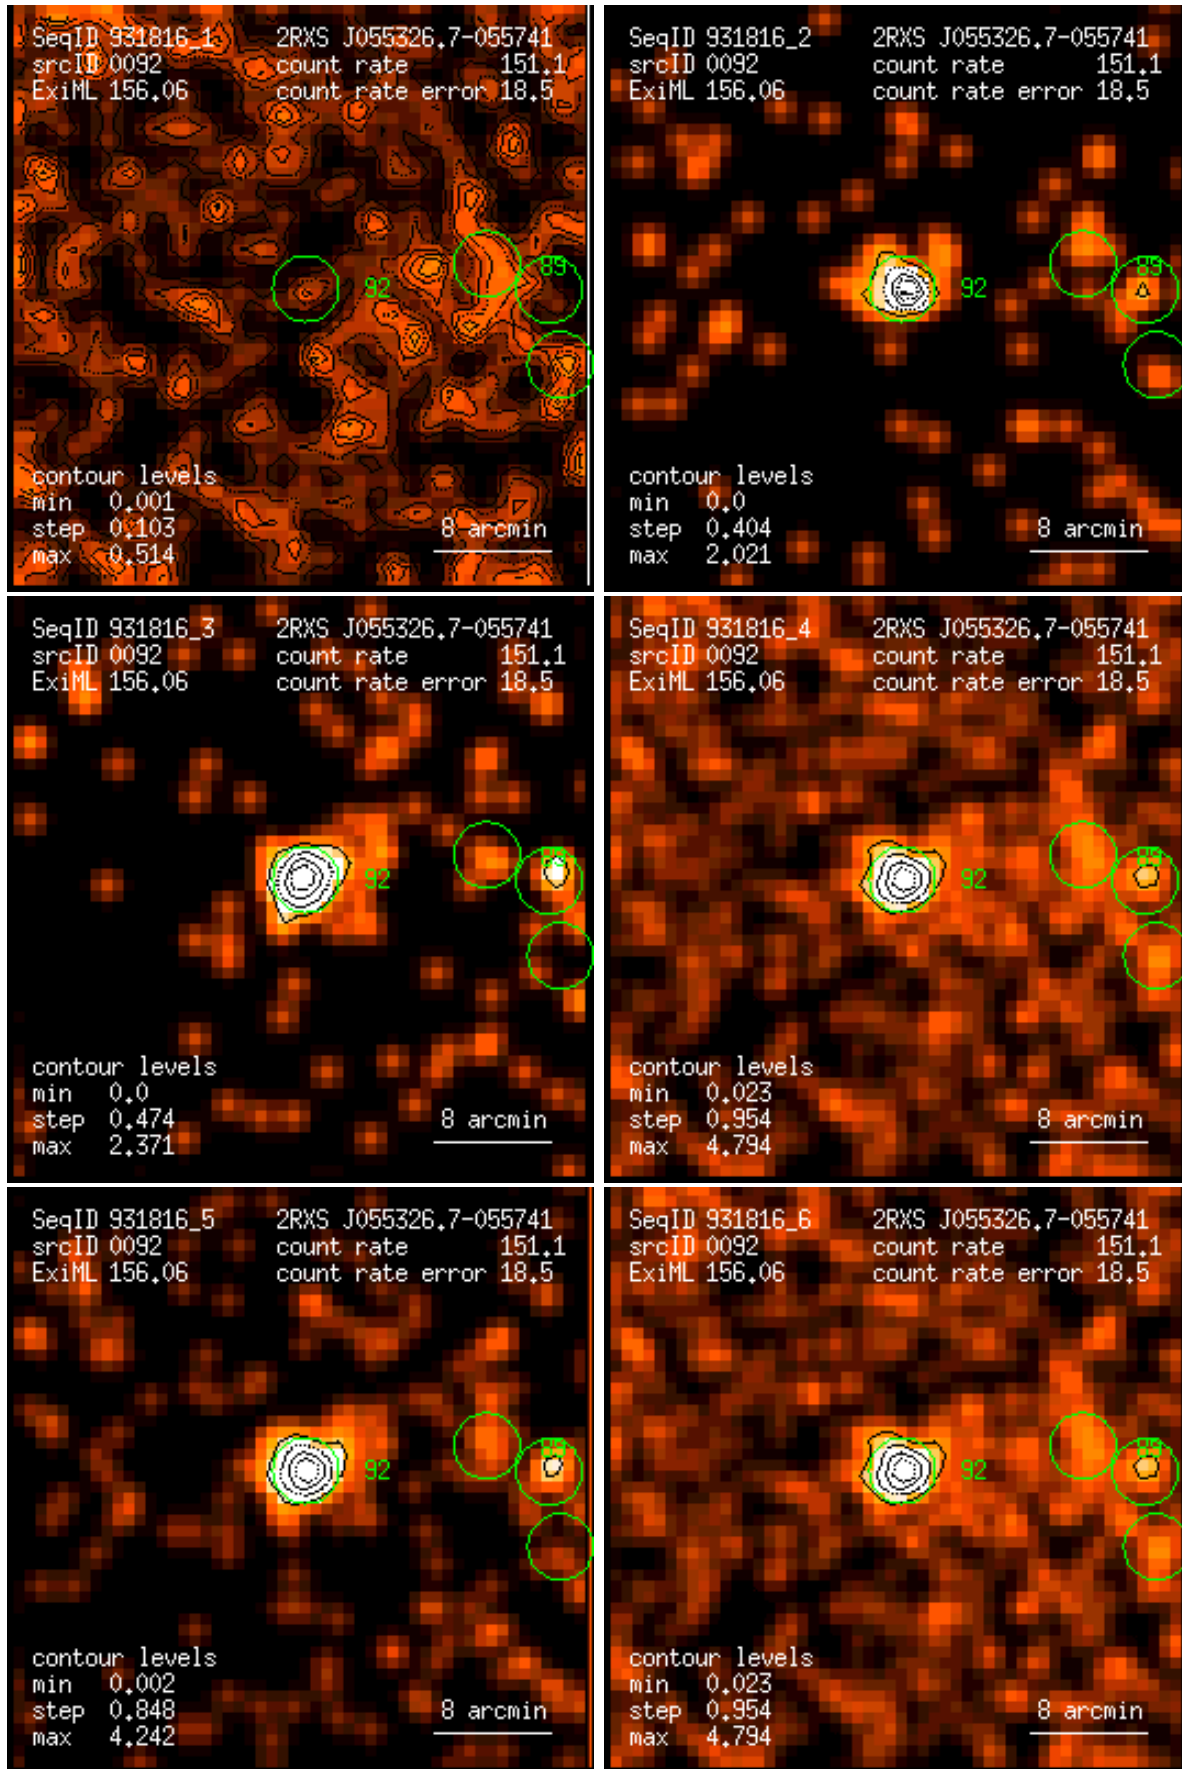 SeqID 931816_1 2RXS J055326.7-055741
srcID 0092 count rate 151.1
ExiML 156.06 count rate error 18.5
89
92
contour levels
min 0.001
step 0.103 8 arcmin
max 0.514
SeqID 931816_2 2RXS J055326.7-055741
srcID 0092 count rate 151.1
ExiML 156.06 count rate error 18.5
89
92
contour levels
min 0.0
step 0.404 8 arcmin
max 2.021
SeqID 931816_3 2RXS J055326.7-055741
srcID 0092 count rate 151.1
ExiML 156.06 count rate error 18.5
89
92
contour levels
min 0.0
step 0.474 8 arcmin
max 2.371
SeqID 931816_4 2RXS J055326.7-055741
srcID 0092 count rate 151.1
ExiML 156.06 count rate error 18.5
89
92
contour levels
min 0.023
step 0.954 8 arcmin
max 4.794
SeqID 931816_5 2RXS J055326.7-055741
srcID 0092 count rate 151.1
ExiML 156.06 count rate error 18.5
89
92
contour levels
min 0.002
step 0.848 8 arcmin
max 4.242
SeqID 931816_6 2RXS J055326.7-055741
srcID 0092 count rate 151.1
ExiML 156.06 count rate error 18.5
89
92
contour levels
min 0.023
step 0.954 8 arcmin
max 4.794